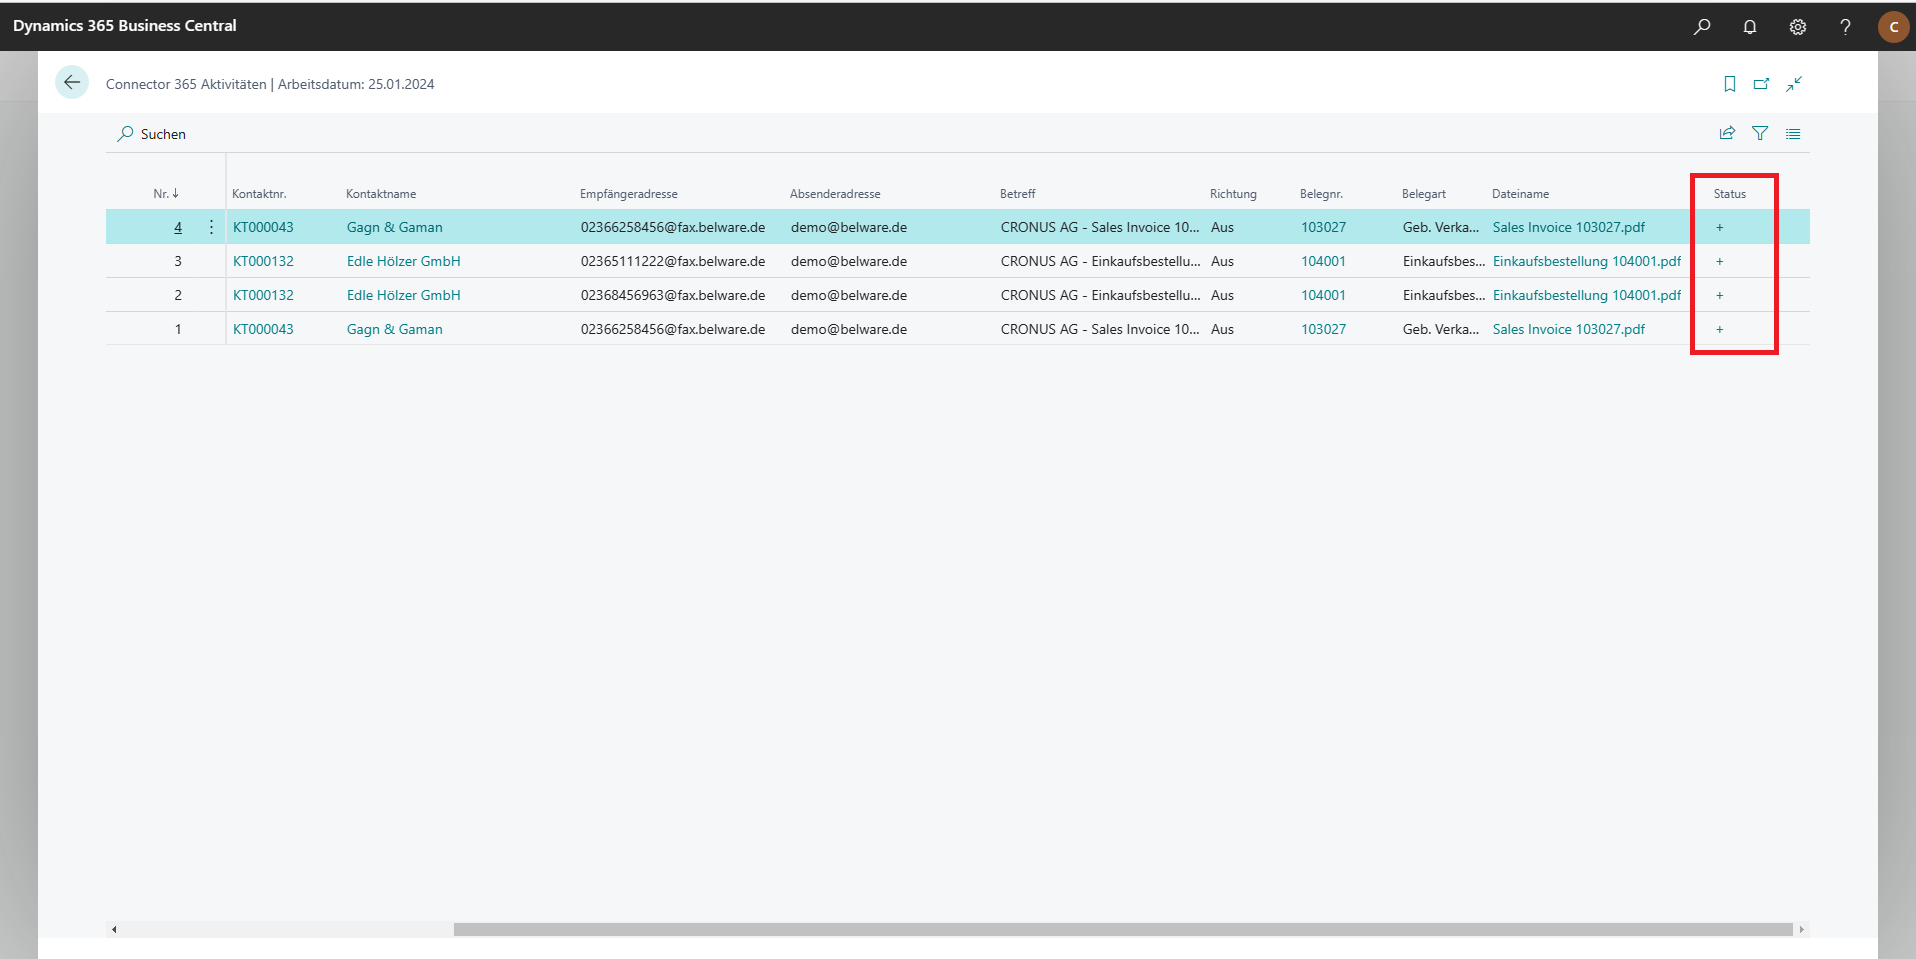 Dynamics 365 Business Central
C
Connector 365 Aktivitäten | Arbeitsdatum: 25.01.2024
Suchen
Nr. ↓ Kontaktnr. Kontaktname Empfängeradresse Absenderadresse Betreff Richtung Belegnr. Belegart Dateiname Status
4 KT000043 Gagn & Gaman 02366258456@fax.belware.de demo@belware.de CRONUS AG - Sales Invoice 10... Aus 103027 Geb. Verka... Sales Invoice 103027.pdf +
3 KT000132 Edle Hölzer GmbH 02365111222@fax.belware.de demo@belware.de CRONUS AG - Einkaufsbestellu... Aus 104001 Einkaufsbes... Einkaufsbestellung 104001.pdf +
2 KT000132 Edle Hölzer GmbH 02368456963@fax.belware.de demo@belware.de CRONUS AG - Einkaufsbestellu... Aus 104001 Einkaufsbes... Einkaufsbestellung 104001.pdf +
1 KT000043 Gagn & Gaman 02366258456@fax.belware.de demo@belware.de CRONUS AG - Sales Invoice 10... Aus 103027 Geb. Verka... Sales Invoice 103027.pdf +